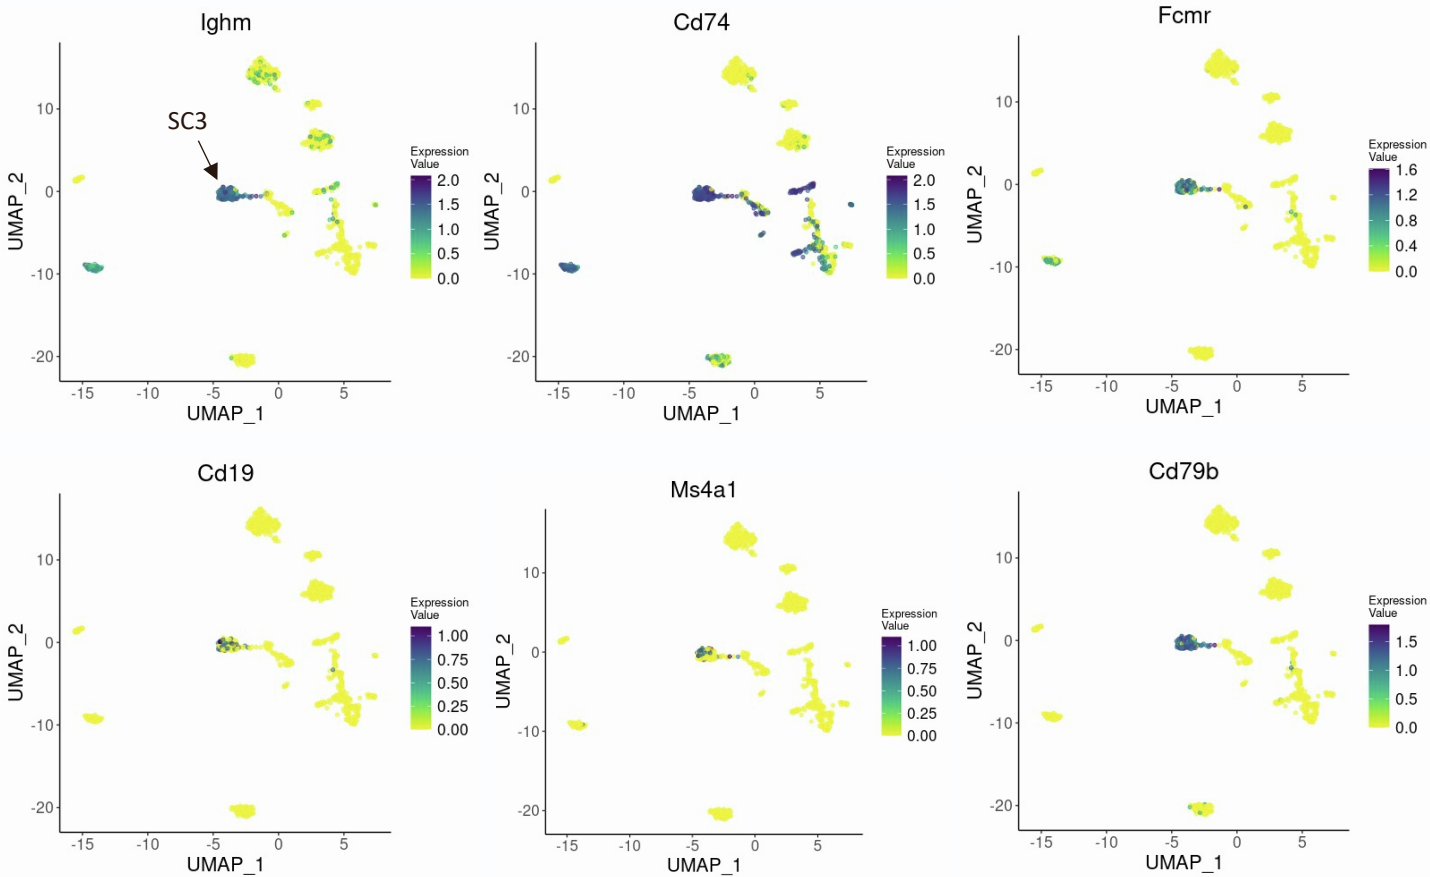 Ighm
SC3
10
0
-10
-20
UMAP_2
-15 -10 -5 0 5
UMAP_1
Expression
Value
2.0
1.5
1.0
0.5
0.0
Cd74
10
0
-10
-20
UMAP_2
-15 -10 -5 0 5
UMAP_1
Expression
Value
2.0
1.5
1.0
0.5
0.0
Fcmr
10
0
-10
-20
UMAP_2
-15 -10 -5 0 5
UMAP_1
Expression
Value
1.6
1.2
0.8
0.4
0.0
Cd19
10
0
-10
-20
UMAP_2
-15 -10 -5 0 5
UMAP_1
Expression
Value
1.00
0.75
0.50
0.25
0.00
Ms4a1
10
0
-10
-20
UMAP_2
-15 -10 -5 0 5
UMAP_1
Expression
Value
1.00
0.75
0.50
0.25
0.00
Cd79b
10
0
-10
-20
UMAP_2
-15 -10 -5 0 5
UMAP_1
Expression
Value
1.5
1.0
0.5
0.0